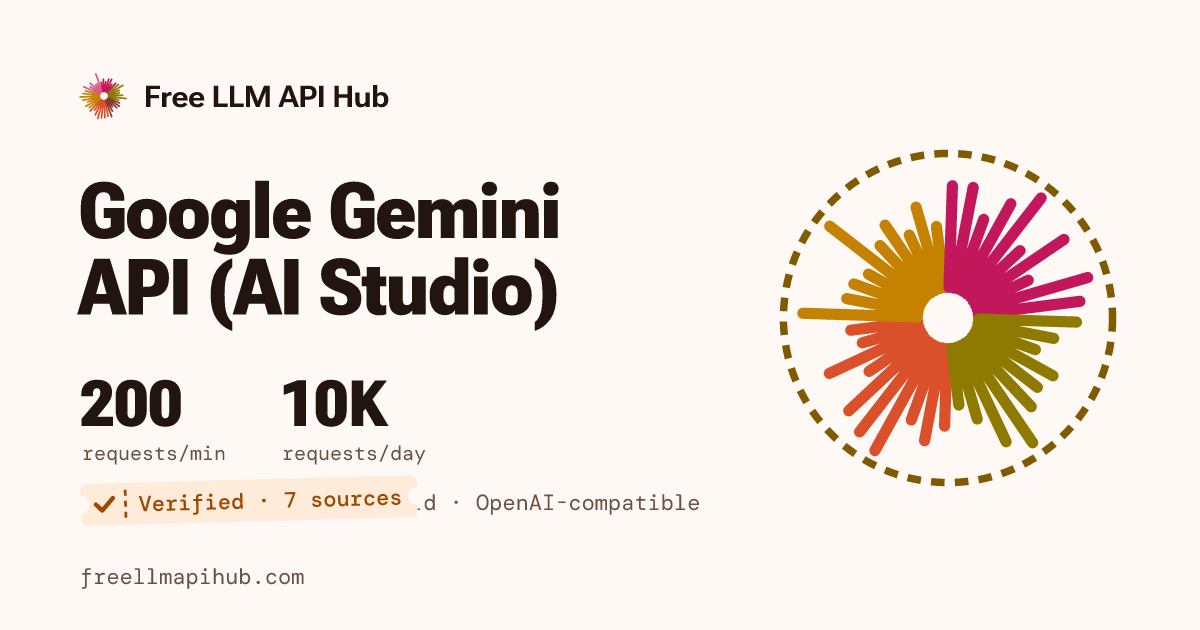 Free LLM API Hub
Google Gemini
API (AI Studio)
200 10K
requests/min requests/day
Verified · 7 sources d · OpenAI-compatible
freellmapihub.com